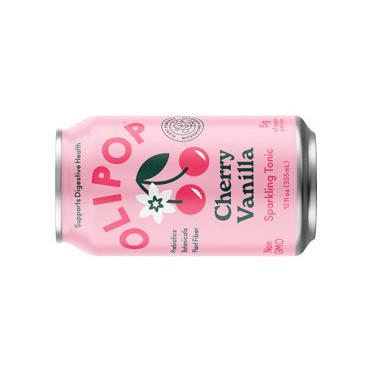 Supports Digestive Health
OLIPOP
Prebiotics
Botanicals
Plant Fiber
Cherry
Vanilla
Sparkling Tonic
12 fl oz (355mL)
5g
Non
GMO